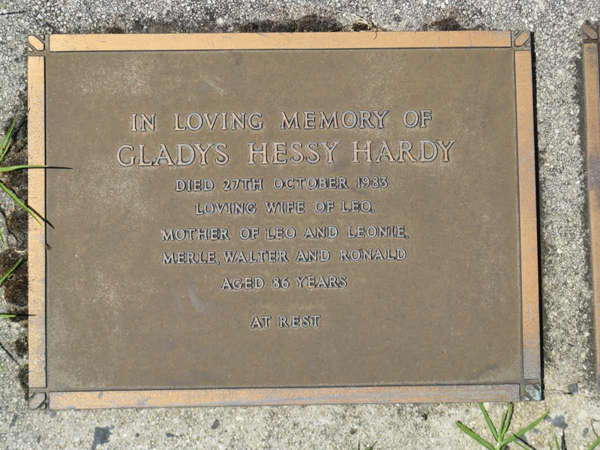 IN LOVING MEMORY OF
GLADYS HESSY HARDY
DIED 27TH OCTOBER 1983
LOVING WIFE OF LEO,
MOTHER OF LEO AND LEONIE,
MERLE, WALTER AND RONALD
AGED 86 YEARS
AT REST